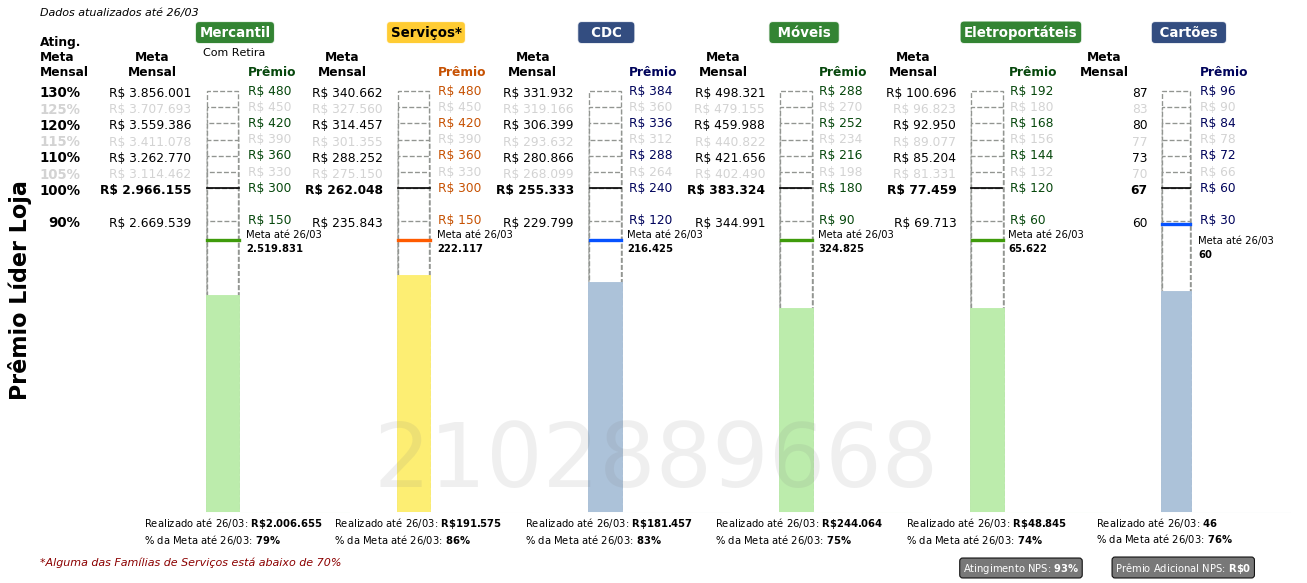 Dados atualizados até 26/03
Mercantil Serviços* CDC Móveis Eletroportáteis Cartões
Com Retira
Ating. Meta Mensal Meta Mensal Prêmio Meta Mensal Prêmio Meta Mensal Prêmio Meta Mensal Prêmio Meta Mensal Prêmio Meta Mensal Prêmio
130% R$ 3.856.001 R$ 480 R$ 340.662 R$ 480 R$ 331.932 R$ 384 R$ 498.321 R$ 288 R$ 100.696 R$ 192 87 R$ 96
125% R$ 3.707.693 R$ 450 R$ 327.560 R$ 450 R$ 319.166 R$ 360 R$ 479.155 R$ 270 R$ 96.823 R$ 180 83 R$ 90
120% R$ 3.559.386 R$ 420 R$ 314.457 R$ 420 R$ 306.399 R$ 336 R$ 459.988 R$ 252 R$ 92.950 R$ 168 80 R$ 84
115% R$ 3.411.078 R$ 390 R$ 301.355 R$ 390 R$ 293.632 R$ 312 R$ 440.822 R$ 234 R$ 89.077 R$ 156 77 R$ 78
110% R$ 3.262.770 R$ 360 R$ 288.252 R$ 360 R$ 280.866 R$ 288 R$ 421.656 R$ 216 R$ 85.204 R$ 144 73 R$ 72
105% R$ 3.114.462 R$ 330 R$ 275.150 R$ 330 R$ 268.099 R$ 264 R$ 402.490 R$ 198 R$ 81.331 R$ 132 70 R$ 66
100% R$ 2.966.155 R$ 300 R$ 262.048 R$ 300 R$ 255.333 R$ 240 R$ 383.324 R$ 180 R$ 77.459 R$ 120 67 R$ 60
90% R$ 2.669.539 R$ 150 R$ 235.843 R$ 150 R$ 229.799 R$ 120 R$ 344.991 R$ 90 R$ 69.713 R$ 60 60 R$ 30
Meta até 26/03 Meta até 26/03 Meta até 26/03 Meta até 26/03 Meta até 26/03 Meta até 26/03
2.519.831 222.117 216.425 324.825 65.622 60
Prêmio Líder Loja
2102889668
Realizado até 26/03: R$2.006.655 Realizado até 26/03: R$191.575 Realizado até 26/03: R$181.457 Realizado até 26/03: R$244.064 Realizado até 26/03: R$48.845 Realizado até 26/03: 46
% da Meta até 26/03: 79% % da Meta até 26/03: 86% % da Meta até 26/03: 83% % da Meta até 26/03: 75% % da Meta até 26/03: 74% % da Meta até 26/03: 76%
*Alguma das Famílias de Serviços está abaixo de 70%
Atingimento NPS: 93% Prêmio Adicional NPS: R$0